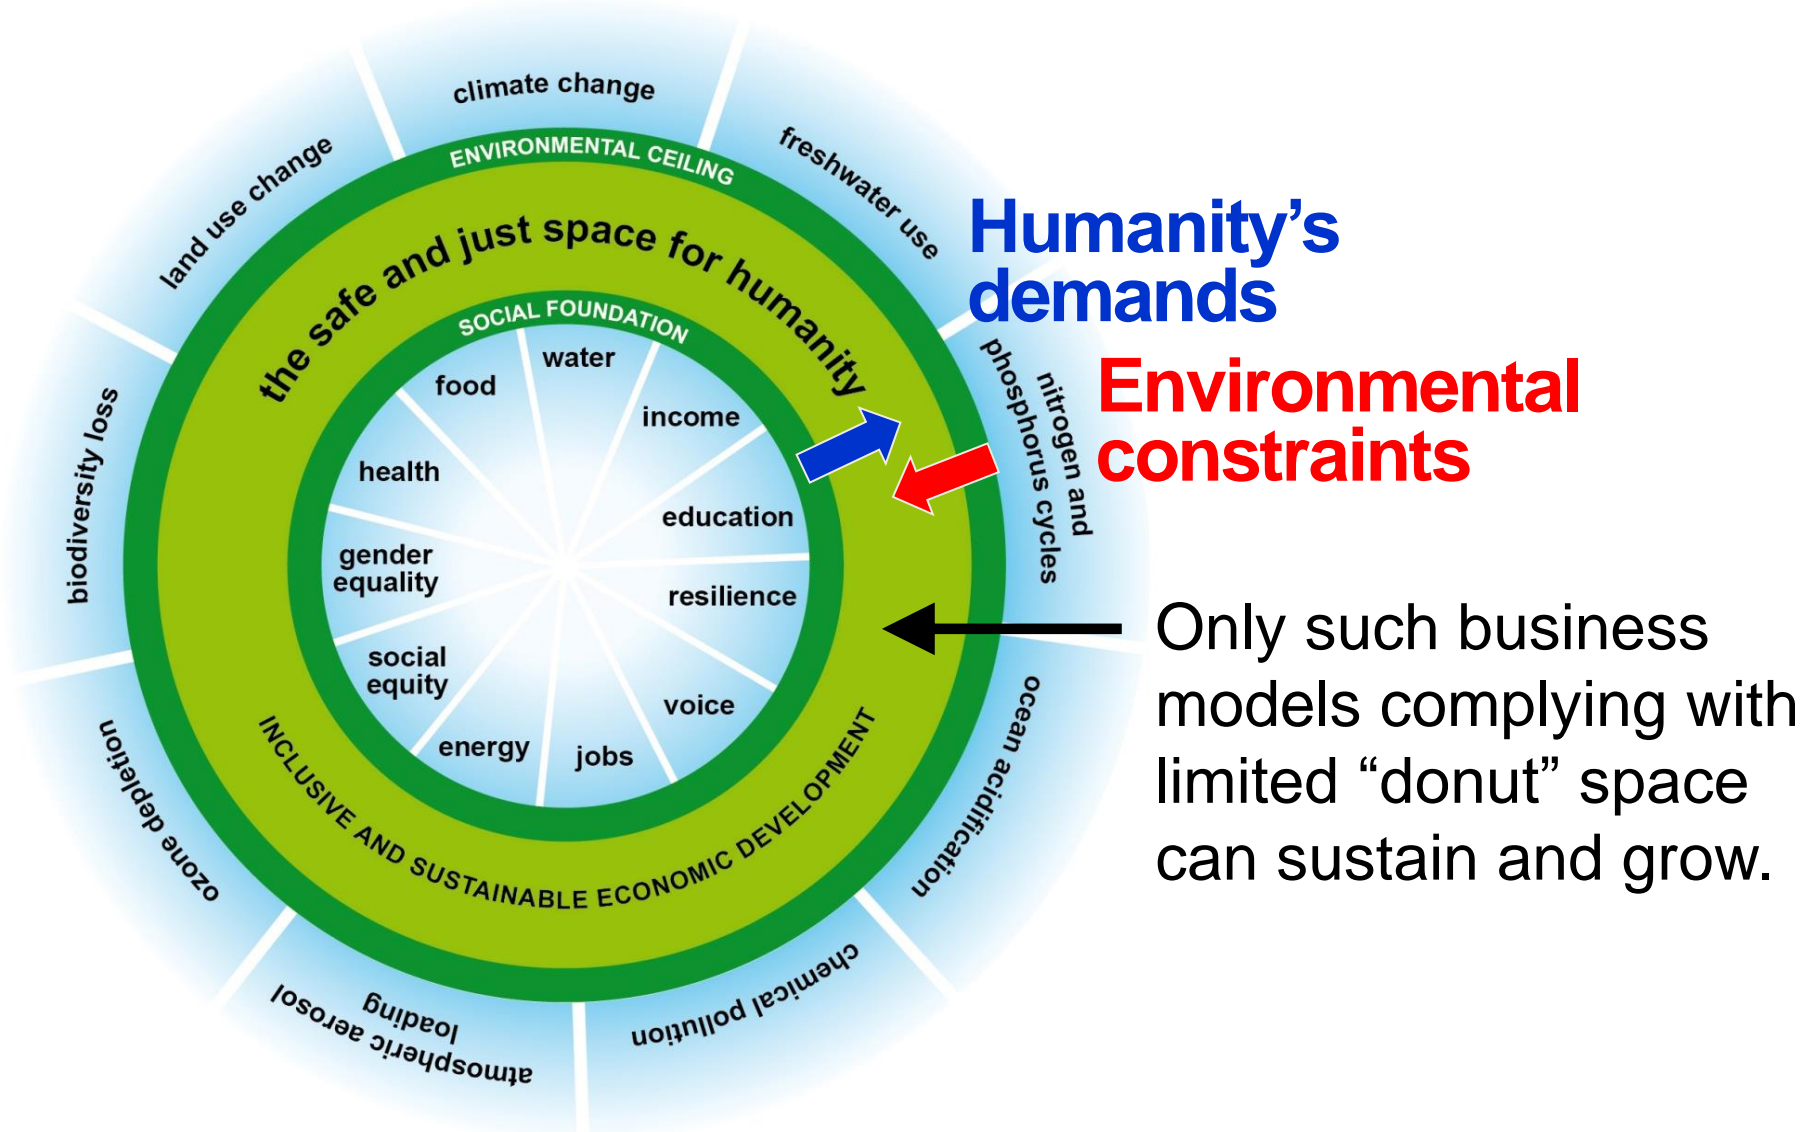 climate change
freshwater use
nitrogen and
phosphorus cycles
ocean acidification
chemical pollution
atmospheric aerosol
loading
ozone depletion
biodiversity loss
land use change
ENVIRONMENTAL CEILING
the safe and just space for humanity
SOCIAL FOUNDATION
water
income
education
resilience
voice
jobs
energy
social
equity
gender
equality
health
food
INCLUSIVE AND SUSTAINABLE ECONOMIC DEVELOPMENT
Humanity’s
demands
Environmental
constraints
Only such business
models complying with
limited “donut” space
can sustain and grow.